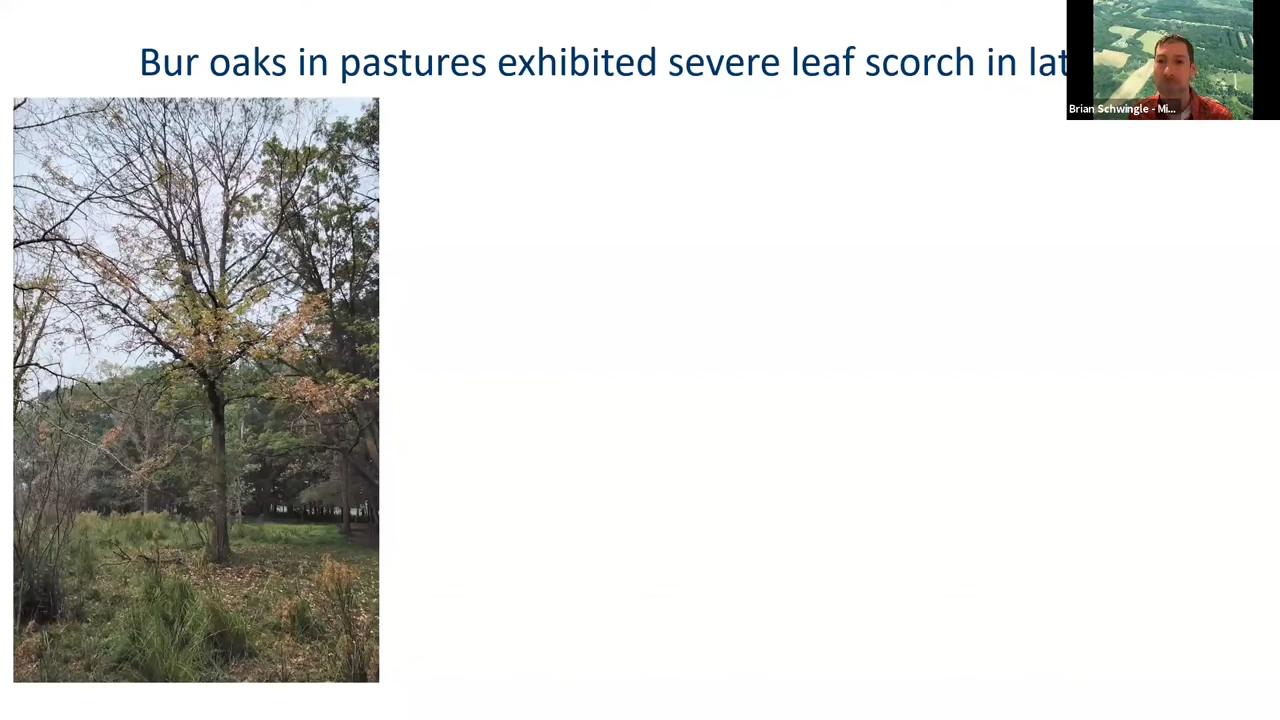 Bur oaks in pastures exhibited severe leaf scorch in lat
Brian Schwingle - Mi...